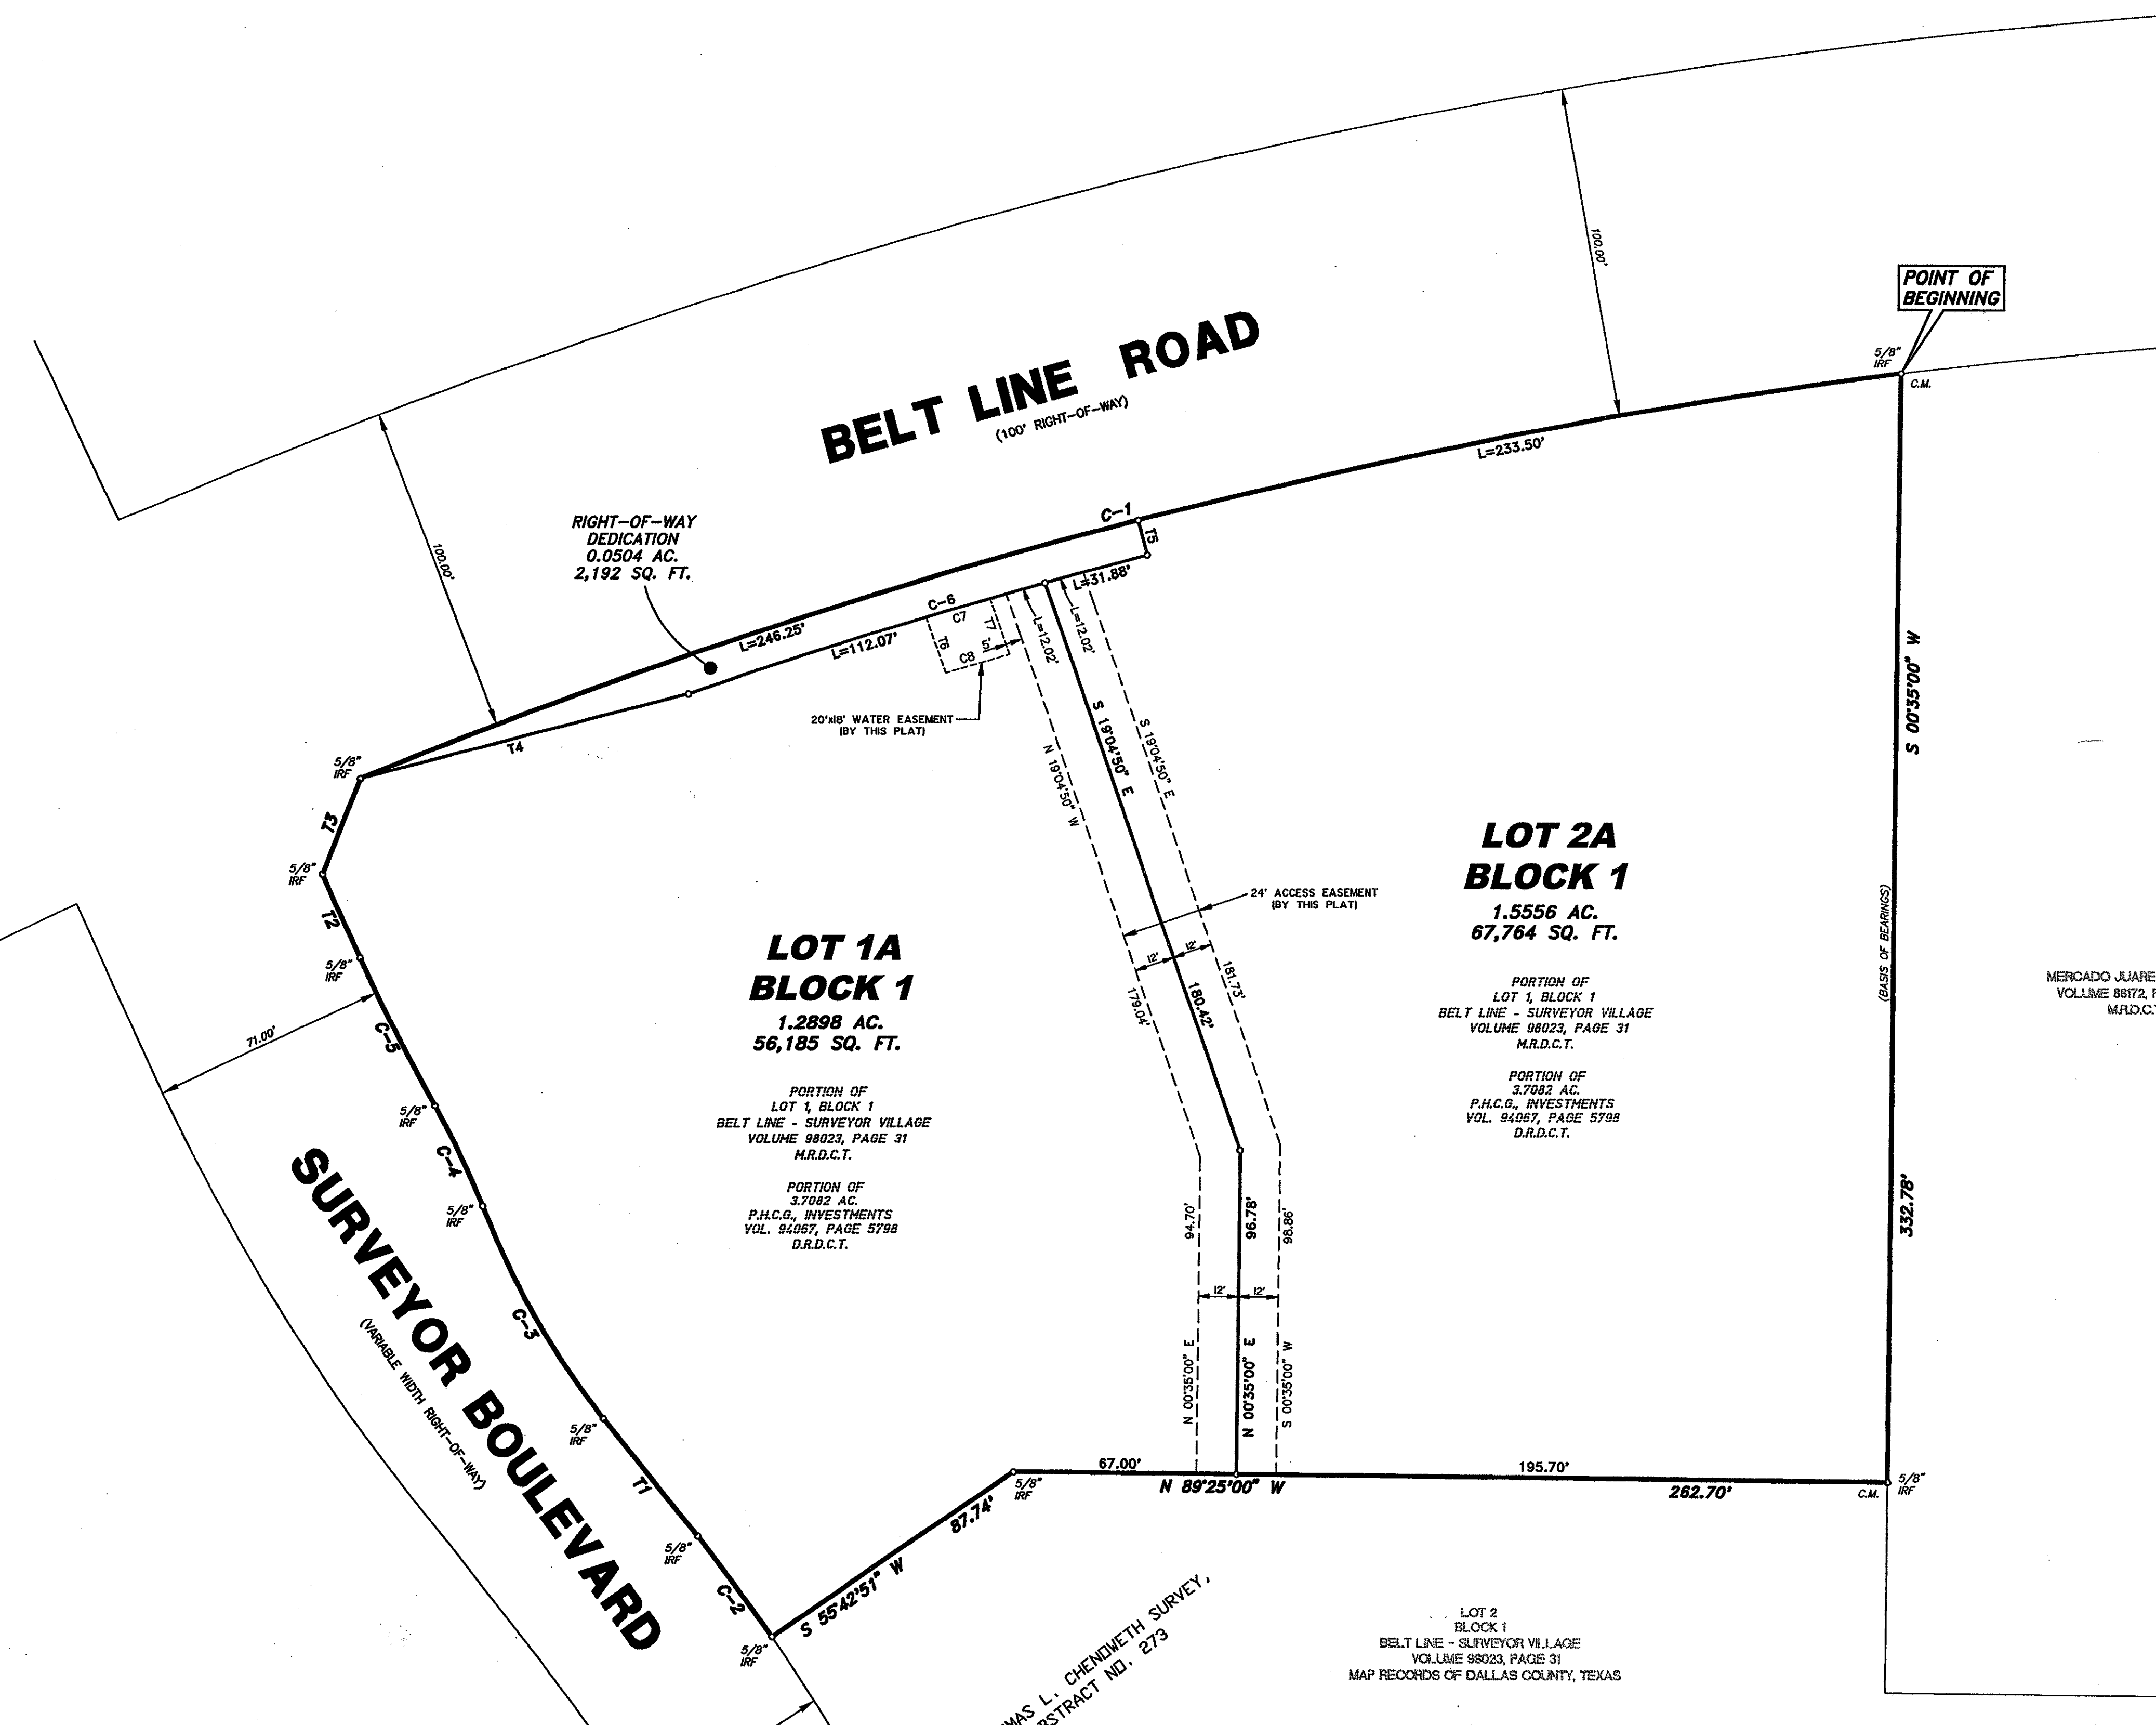 POINT OF
BEGINNING
5/8"
IRF
C.M.
100.00'
BELT LINE ROAD
(100' RIGHT-OF-WAY)
L=233.50'
C-1
T5
RIGHT-OF-WAY
DEDICATION
0.0504 AC.
2,192 SQ. FT.
100.00'
L=246.25'
L=31.88'
C-6
C7
T7
T6
C8
5'
L=112.07'
L=12.02'
L=12.02'
20'x18' WATER EASEMENT
(BY THIS PLAT)
T4
5/8"
IRF
T3
5/8"
IRF
T2
5/8"
IRF
71.00'
C-5
5/8"
IRF
C-4
5/8"
IRF
C-3
5/8"
IRF
T1
5/8"
IRF
C-2
5/8"
IRF
SURVEYOR BOULEVARD
(VARIABLE WIDTH RIGHT-OF-WAY)
LOT 1A
BLOCK 1
1.2898 AC.
56,185 SQ. FT.
PORTION OF
LOT 1, BLOCK 1
BELT LINE - SURVEYOR VILLAGE
VOLUME 98023, PAGE 31
M.R.D.C.T.
PORTION OF
3.7082 AC.
P.H.C.G., INVESTMENTS
VOL. 94067, PAGE 5798
D.R.D.C.T.
N 19°04'50" W
S 19°04'50" E
S 19°04'50" E
24' ACCESS EASEMENT
(BY THIS PLAT)
12'
12'
179.04'
180.42'
181.73'
94.70'
96.78'
98.86'
12'
12'
N 00°35'00" E
N 00°35'00" E
S 00°35'00" W
LOT 2A
BLOCK 1
1.5556 AC.
67,764 SQ. FT.
PORTION OF
LOT 1, BLOCK 1
BELT LINE - SURVEYOR VILLAGE
VOLUME 98023, PAGE 31
M.R.D.C.T.
PORTION OF
3.7082 AC.
P.H.C.G., INVESTMENTS
VOL. 94067, PAGE 5798
D.R.D.C.T.
S 00°35'00" W
(BASIS OF BEARINGS)
332.78'
MERCADO JUARE
VOLUME 88172, P
M.R.D.C.T
67.00'
195.70'
N 89°25'00" W
262.70'
5/8"
IRF
C.M.
5/8"
IRF
87.74'
S 55°42'51" W
MAS L. CHENOWETH SURVEY,
BSTRACT NO. 273
LOT 2
BLOCK 1
BELT LINE - SURVEYOR VILLAGE
VOLUME 98023, PAGE 31
MAP RECORDS OF DALLAS COUNTY, TEXAS